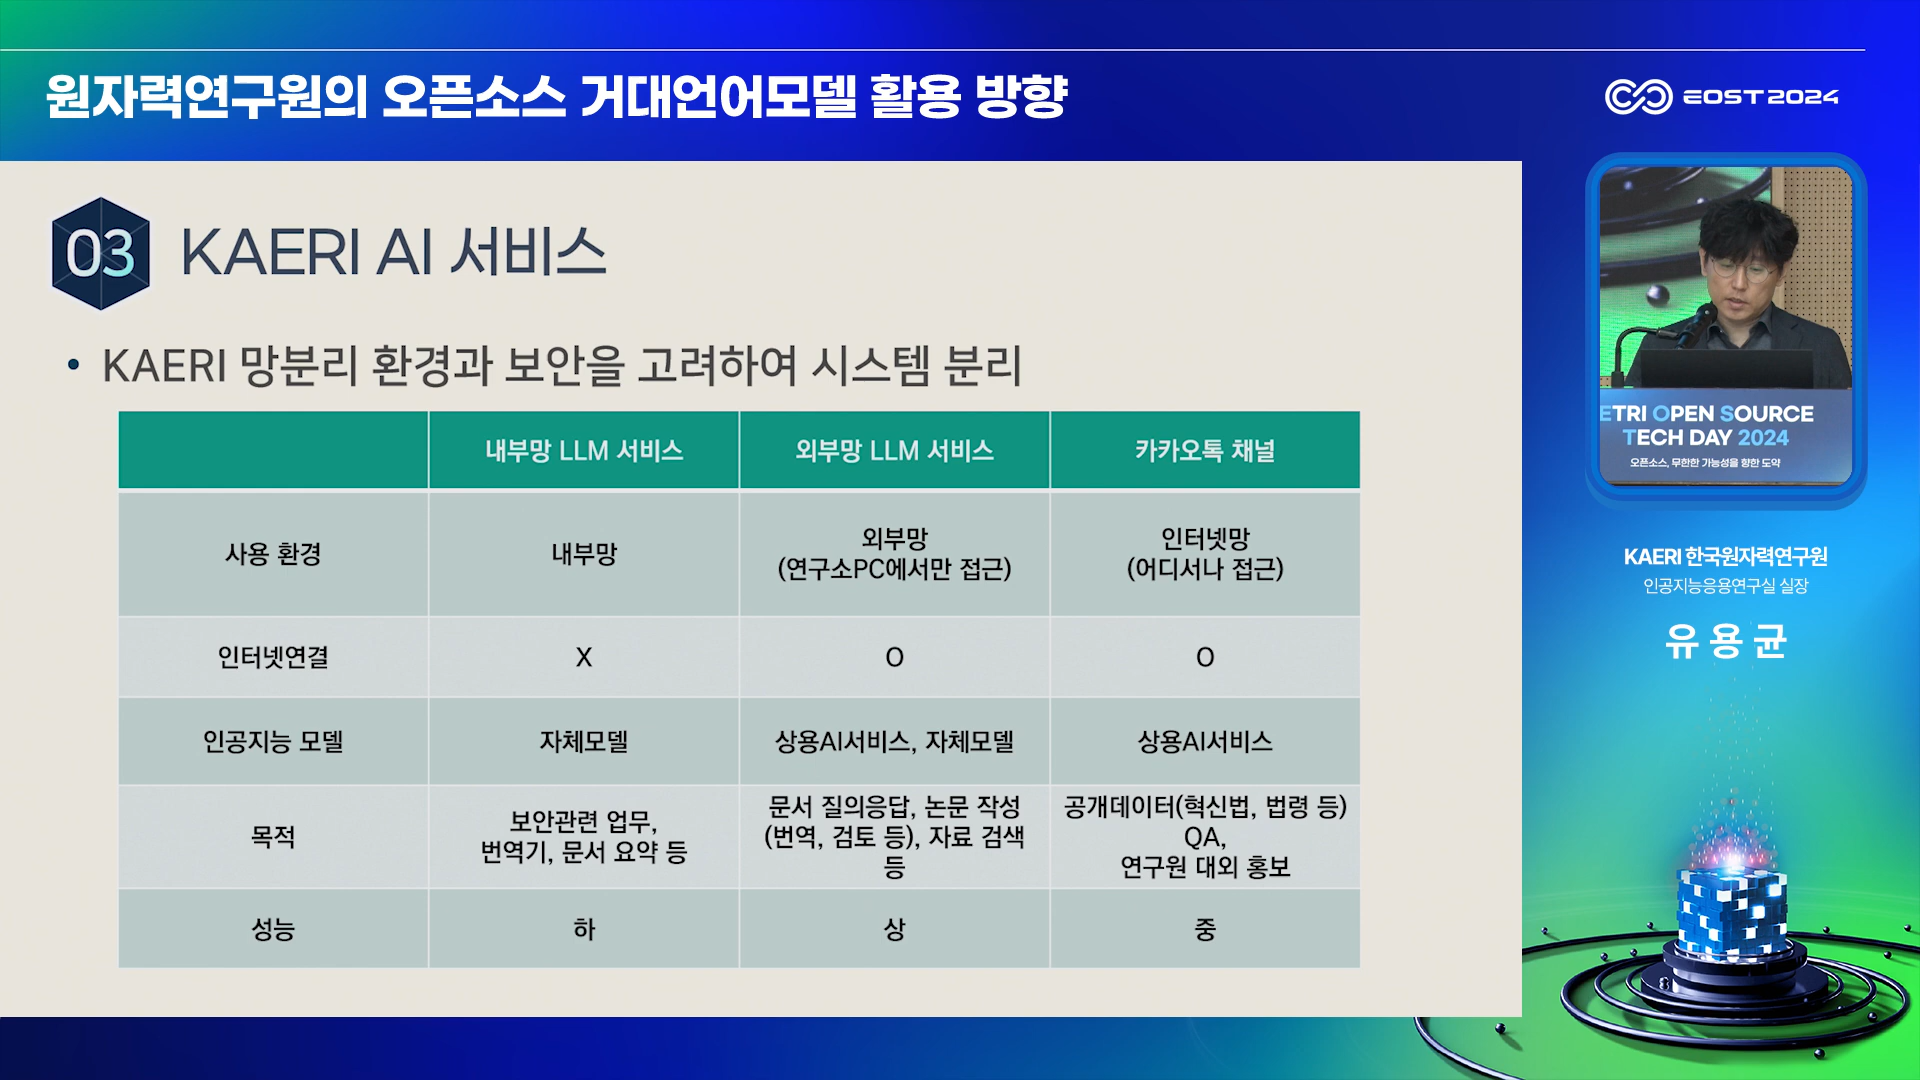 원자력연구원의 오픈소스 거대언어모델 활용 방향
EOST 2024
03
KAERI AI 서비스
• KAERI 망분리 환경과 보안을 고려하여 시스템 분리
내부망 LLM 서비스
외부망 LLM 서비스
카카오톡 채널
사용 환경
내부망
외부망
(연구소PC에서만 접근)
인터넷망
(어디서나 접근)
인터넷연결
X
O
O
인공지능 모델
자체모델
상용AI서비스, 자체모델
상용AI서비스
목적
보안관련 업무,
번역기, 문서 요약 등
문서 질의응답, 논문 작성
(번역, 검토 등), 자료 검색
등
공개데이터(혁신법, 법령 등)
QA,
연구원 대외 홍보
성능
하
상
중
ETRI OPEN SOURCE
TECH DAY 2024
오픈소스, 무한한 가능성을 향한 도약
KAERI 한국원자력연구원
인공지능응용연구실 실장
유용균